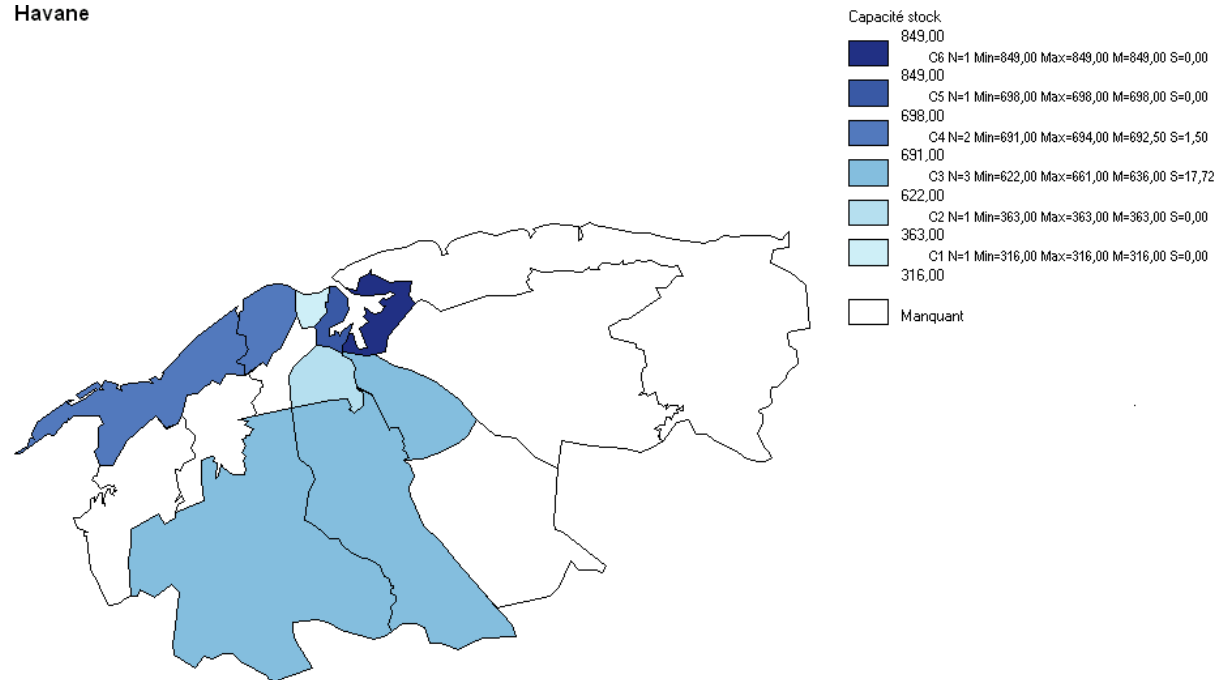 Havane
Capacité stock
849,00
C6 N=1 Min=849,00 Max=849,00 M=849,00 S=0,00
849,00
C5 N=1 Min=698,00 Max=698,00 M=698,00 S=0,00
698,00
C4 N=2 Min=691,00 Max=694,00 M=692,50 S=1,50
691,00
C3 N=3 Min=622,00 Max=661,00 M=636,00 S=17,72
622,00
C2 N=1 Min=363,00 Max=363,00 M=363,00 S=0,00
363,00
C1 N=1 Min=316,00 Max=316,00 M=316,00 S=0,00
316,00
Manquant